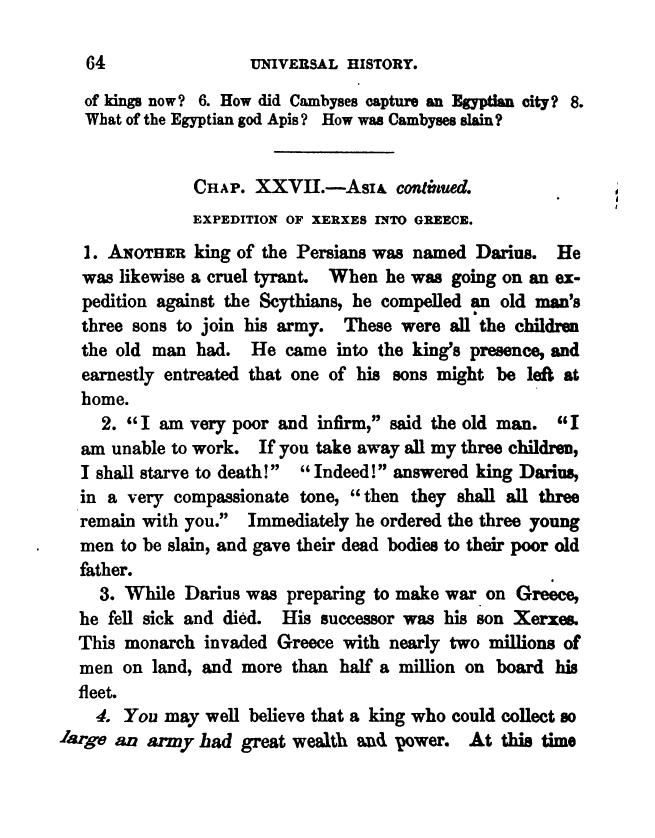 64 UNIVERSAL HISTORY.
of kings now? 6. How did Cambyses capture an Egyptian city? 8.
What of the Egyptian god Apis? How was Cambyses slain?
CHAP. XXVII.—ASIA continued.
EXPEDITION OF XERXES INTO GREECE.
1. ANOTHER king of the Persians was named Darius. He
was likewise a cruel tyrant. When he was going on an ex-
pedition against the Scythians, he compelled an old man's
three sons to join his army. These were all the children
the old man had. He came into the king's presence, and
earnestly entreated that one of his sons might be left at
home.
2. "I am very poor and infirm," said the old man. "I
am unable to work. If you take away all my three children,
I shall starve to death!" "Indeed!" answered king Darius,
in a very compassionate tone, "then they shall all three
remain with you." Immediately he ordered the three young
men to be slain, and gave their dead bodies to their poor old
father.
3. While Darius was preparing to make war on Greece,
he fell sick and died. His successor was his son Xerxes.
This monarch invaded Greece with nearly two millions of
men on land, and more than half a million on board his
fleet.
4. You may well believe that a king who could collect so
large an army had great wealth and power. At this time